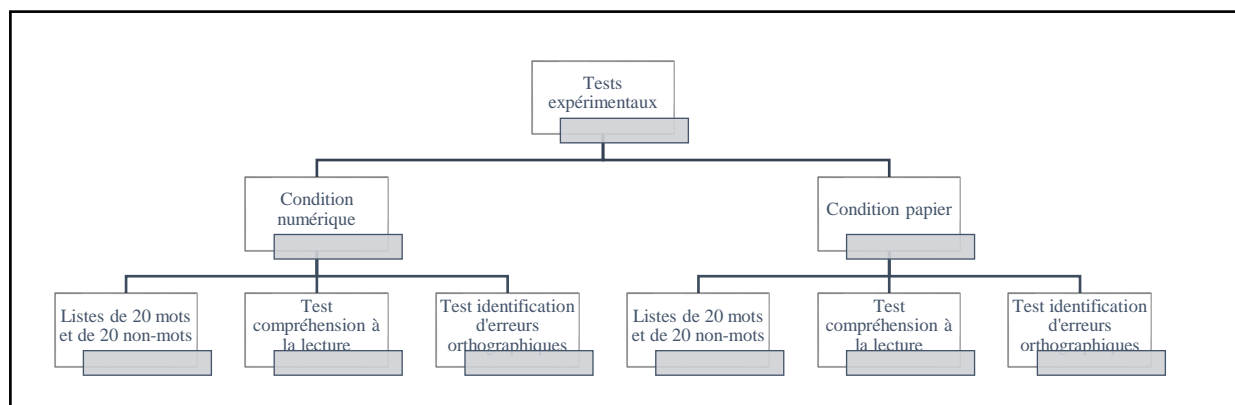 Tests
expérimentaux
Condition
numérique
Condition papier
Listes de 20 mots
et de 20 non-mots
Test
compréhension à
la lecture
Test identification
d'erreurs
orthographiques
Listes de 20 mots
et de 20 non-mots
Test
compréhension à
la lecture
Test identification
d'erreurs
orthographiques